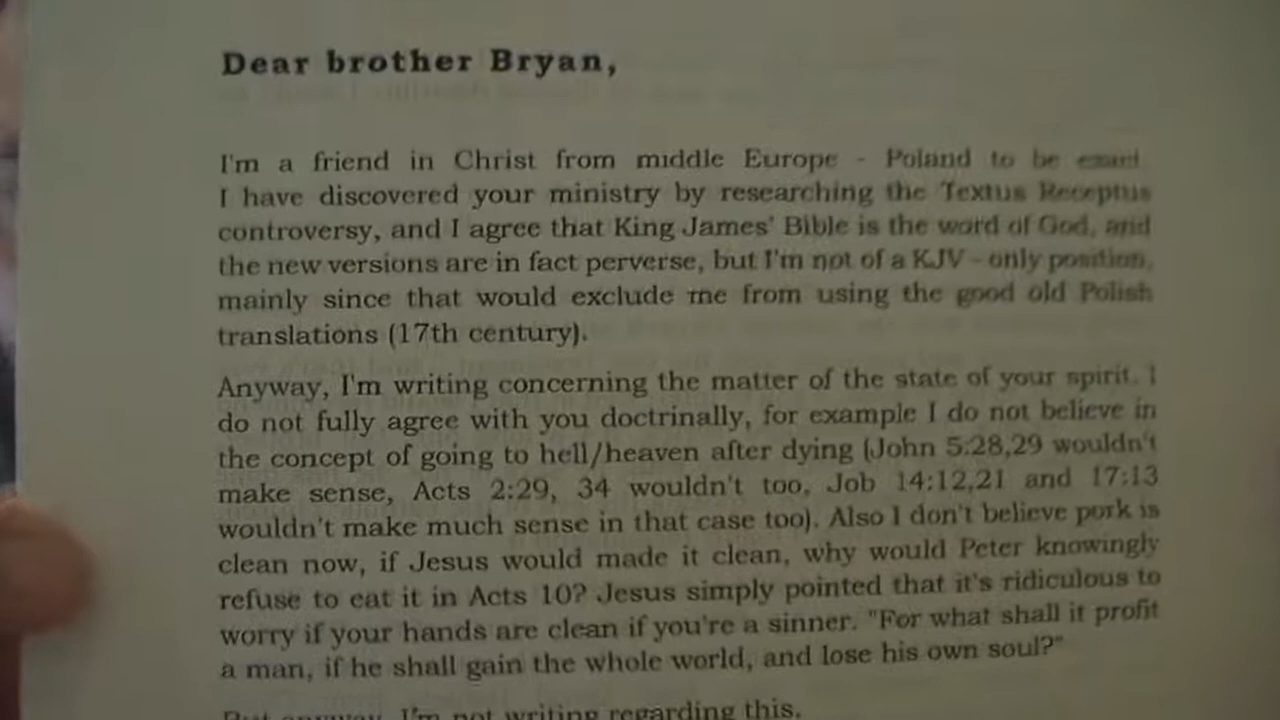 Dear brother Bryan,
I'm a friend in Christ from middle Europe - Poland to be exact.
I have discovered your ministry by researching the Textus Receptus
controversy, and I agree that King James' Bible is the word of God, and
the new versions are in fact perverse, but I'm not of a KJV - only position,
mainly since that would exclude me from using the good old Polish
translations (17th century).
Anyway, I'm writing concerning the matter of the state of your spirit. I
do not fully agree with you doctrinally, for example I do not believe in
the concept of going to hell/heaven after dying (John 5:28,29 wouldn't
make sense, Acts 2:29, 34 wouldn't too, Job 14:12,21 and 17:13
wouldn't make much sense in that case too). Also I don't believe pork is
clean now, if Jesus would made it clean, why would Peter knowingly
refuse to eat it in Acts 10? Jesus simply pointed that it's ridiculous to
worry if your hands are clean if you're a sinner. "For what shall it profit
a man, if he shall gain the whole world, and lose his own soul?"
But anyway, I'm not writing regarding this.